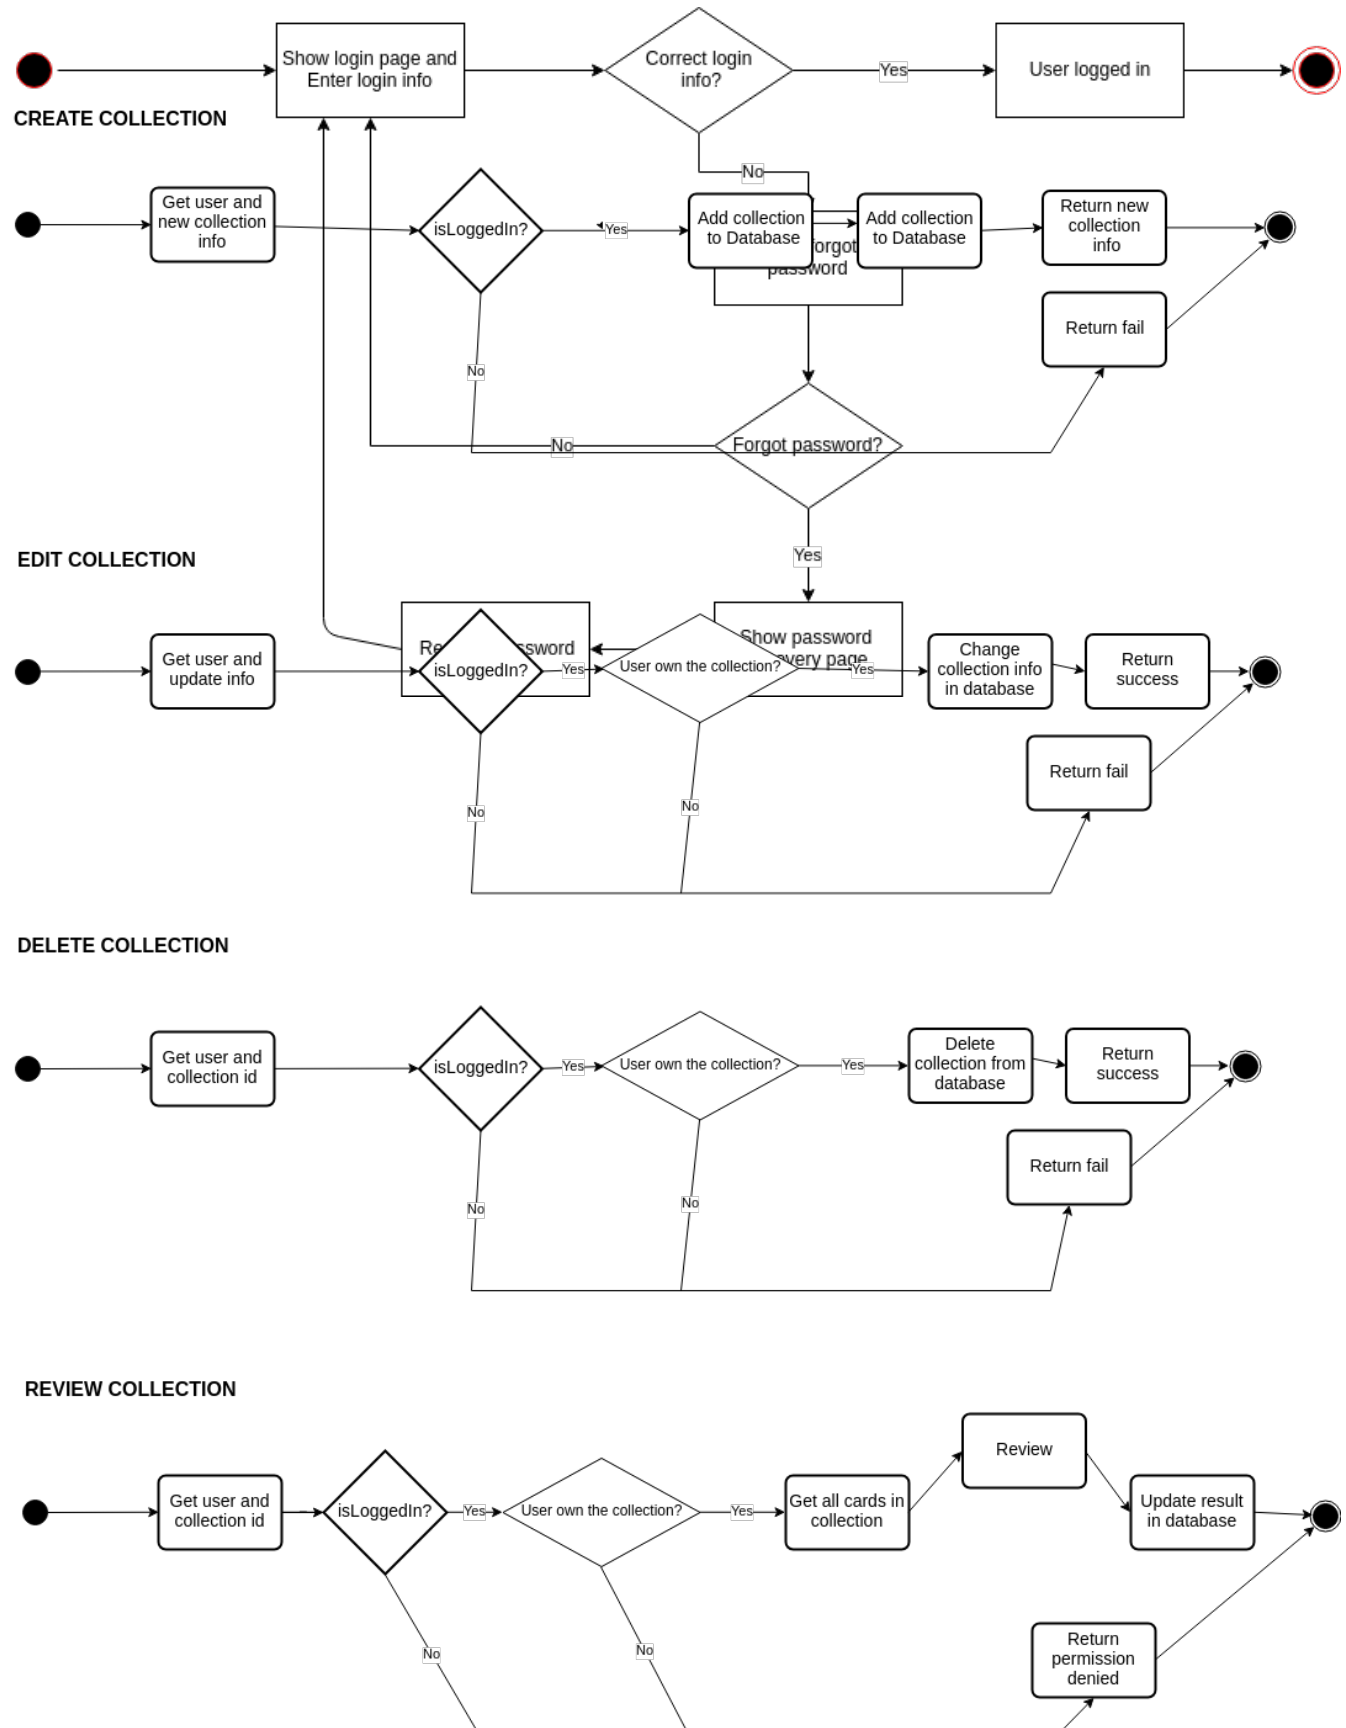 Show login page and
Enter login info
Correct login
info?
Yes
User logged in
CREATE COLLECTION
No
Get user and
new collection
info
isLoggedIn?
Yes
Add collection
to Database
Add collection
to Database
forgot
password
Return new
collection
info
Return fail
No
No
Forgot password?
Yes
EDIT COLLECTION
Get user and
update info
isLoggedIn?
Yes
User own the collection?
Show password
page
Yes
Change
collection info
in database
Return
success
Return fail
No
No
DELETE COLLECTION
Get user and
collection id
isLoggedIn?
Yes
User own the collection?
Yes
Delete
collection from
database
Return
success
Return fail
No
No
REVIEW COLLECTION
Get user and
collection id
isLoggedIn?
Yes
User own the collection?
Yes
Get all cards in
collection
Review
Update result
in database
No
No
Return
permission
denied